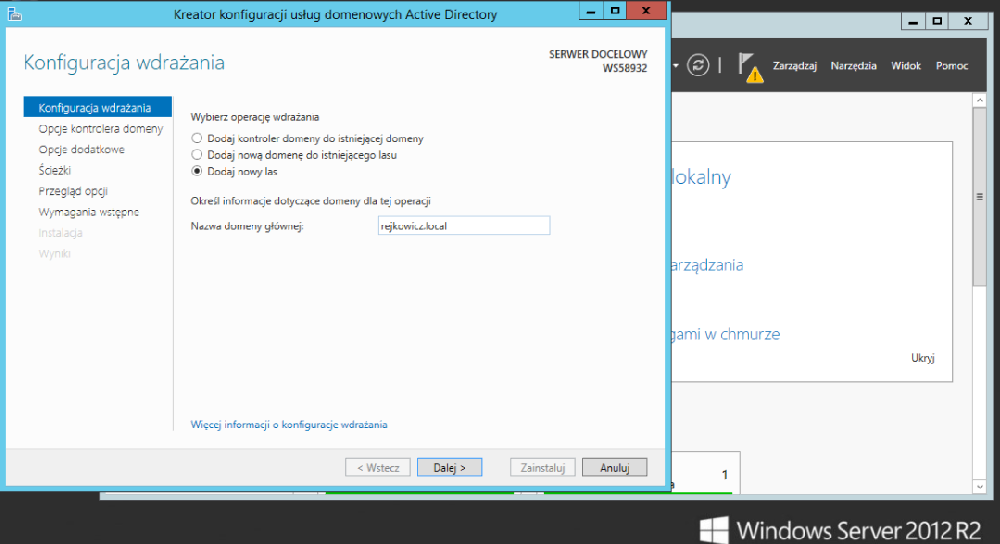 Kreator konfiguracji usług domenowych Active Directory
Konfiguracja wdrażania
SERWER DOCELOWY
WS58932
Zarządzaj
Narzędzia
Widok
Pomoc
Konfiguracja wdrażania
Opcje kontrolera domeny
Opcje dodatkowe
Ścieżki
Przegląd opcji
Wymagania wstępne
Instalacja
Wyniki
Wybierz operację wdrażania
Dodaj kontroler domeny do istniejącej domeny
Dodaj nową domenę do istniejącego lasu
Dodaj nowy las
Określ informacje dotyczące domeny dla tej operacji
Nazwa domeny głównej:
rejkowicz.local
Więcej informacji o konfiguracje wdrażania
< Wstecz
Dalej >
Zainstaluj
Anuluj
lokalny
arządzania
gami w chmurze
Ukryj
1
a
Windows Server 2012 R2